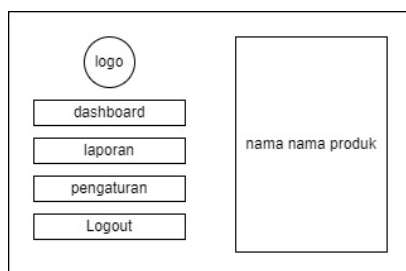 logo
dashboard
laporan
pengaturan
Logout
nama nama produk